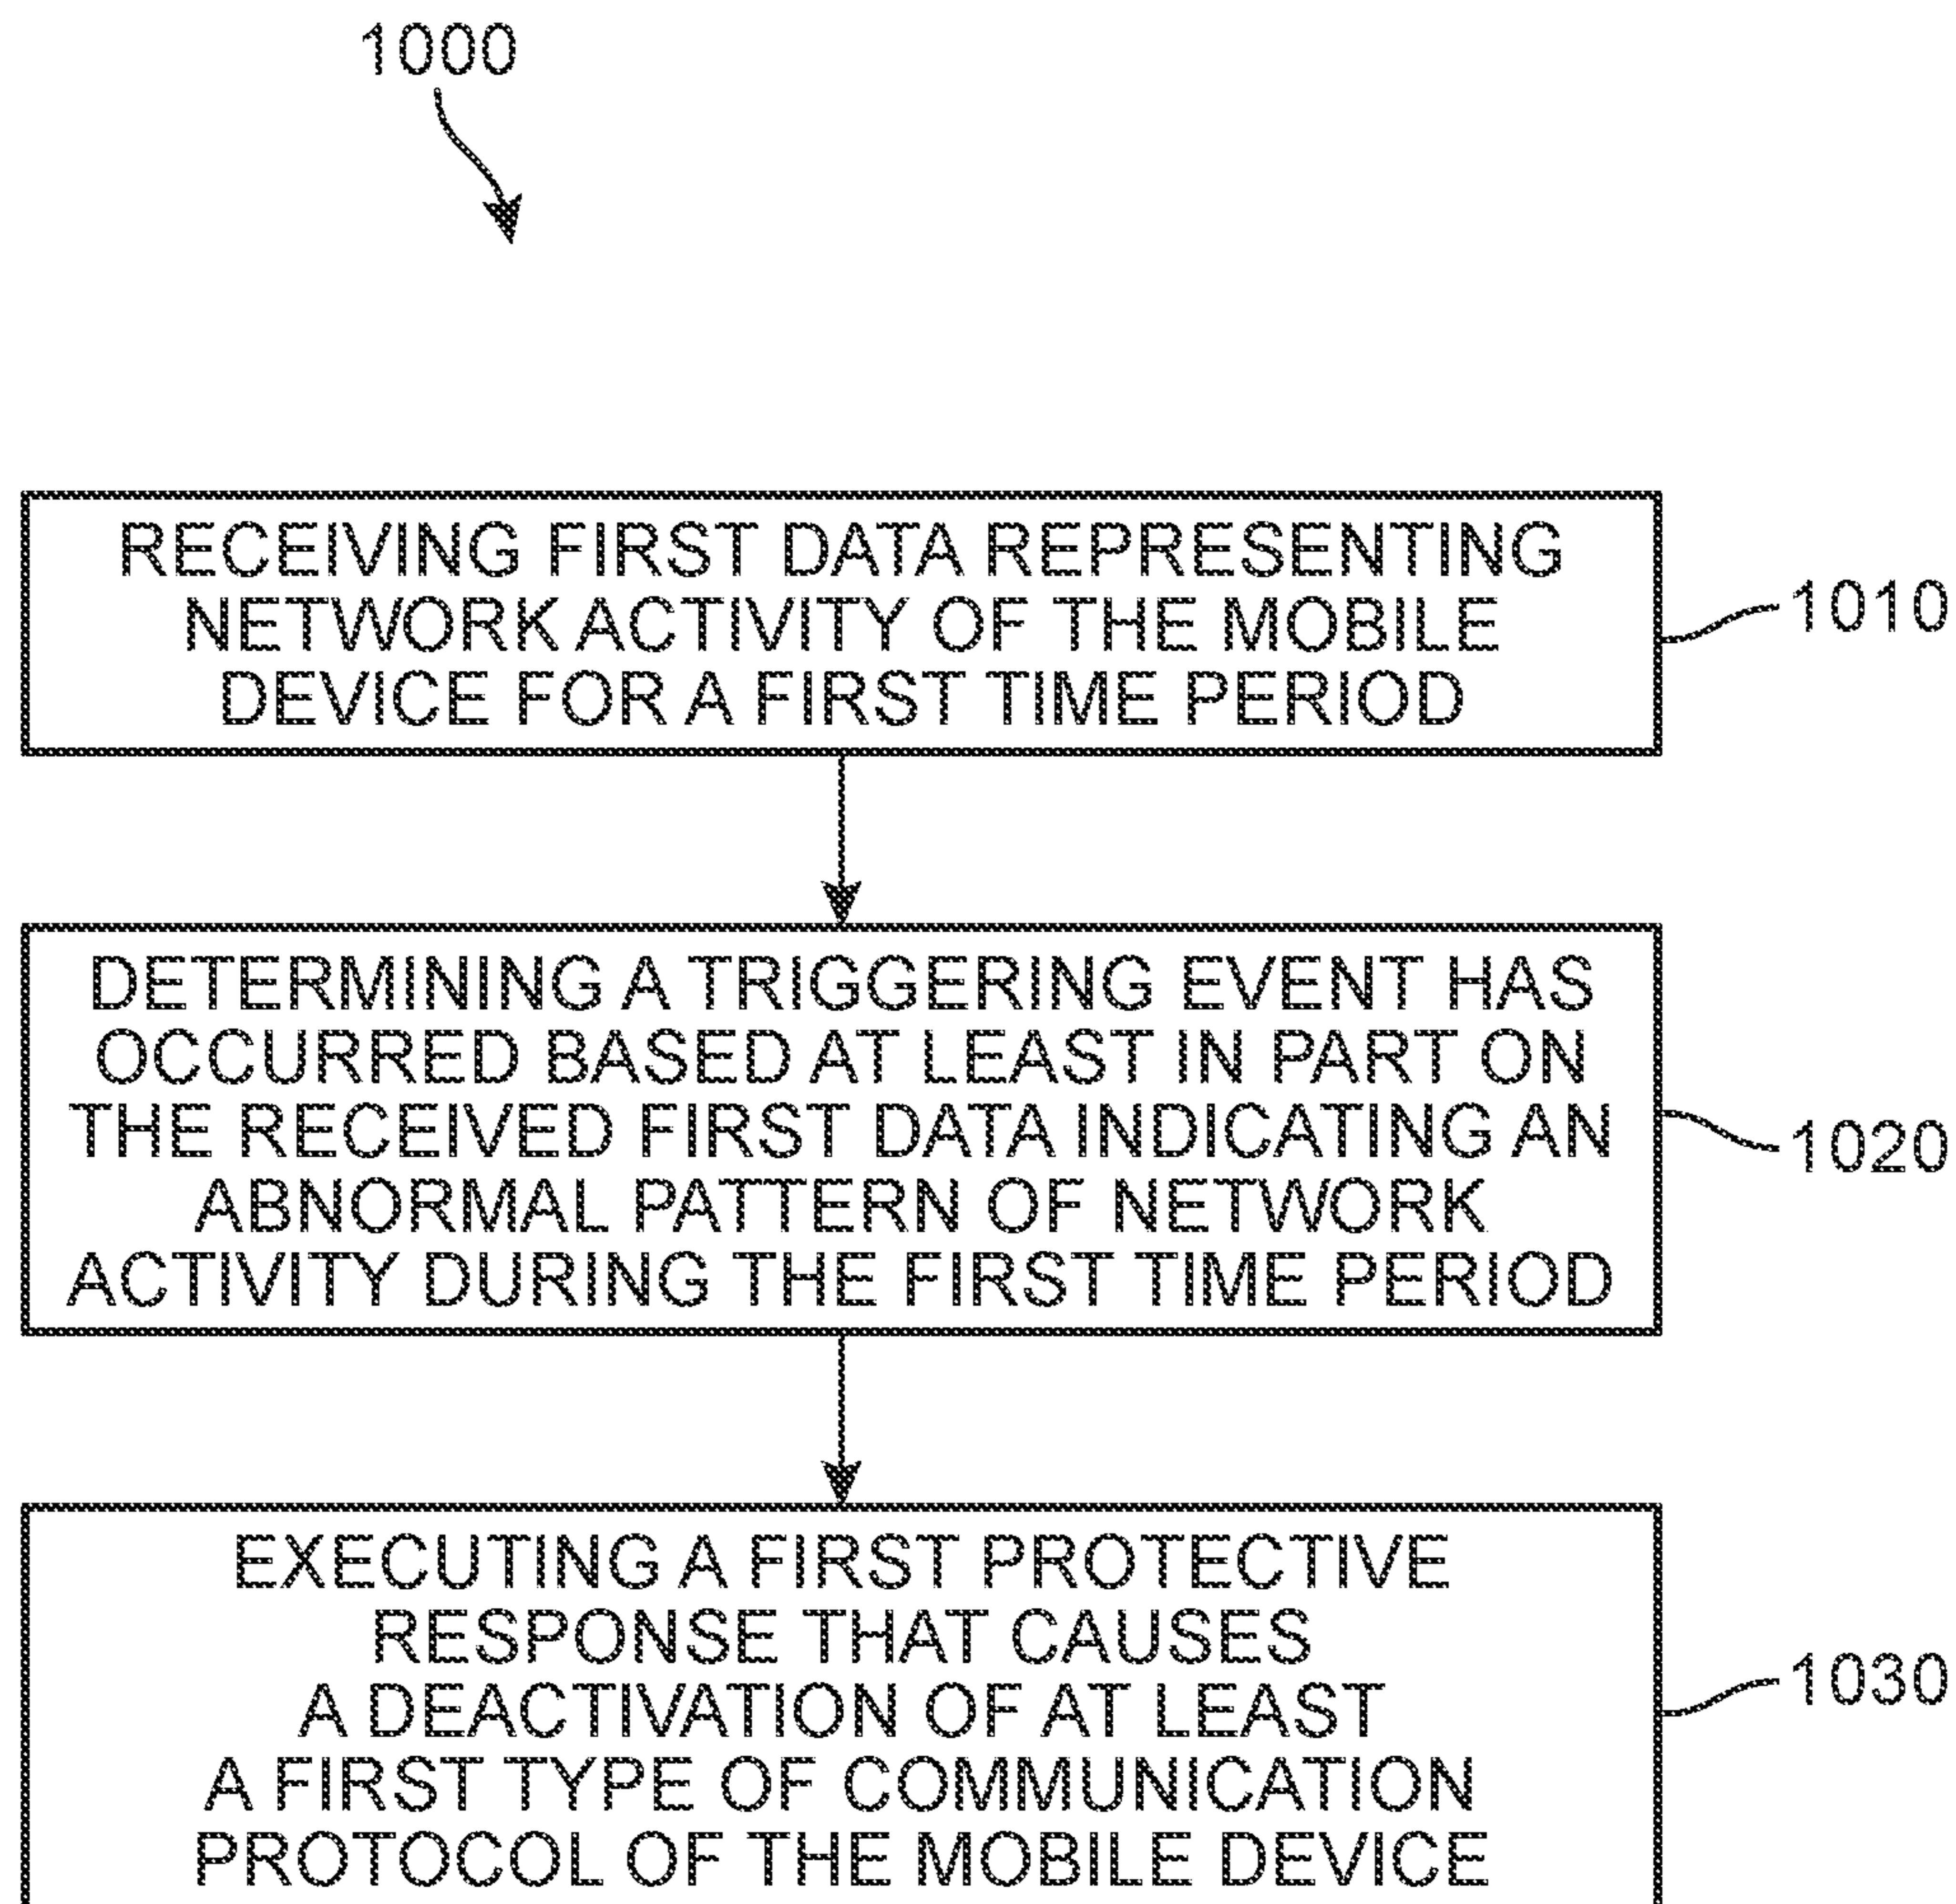 1000
RECEIVING FIRST DATA REPRESENTING
NETWORK ACTIVITY OF THE MOBILE
DEVICE FOR A FIRST TIME PERIOD
1010
DETERMINING A TRIGGERING EVENT HAS
OCCURRED BASED AT LEAST IN PART ON
THE RECEIVED FIRST DATA INDICATING AN
ABNORMAL PATTERN OF NETWORK
ACTIVITY DURING THE FIRST TIME PERIOD
1020
EXECUTING A FIRST PROTECTIVE
RESPONSE THAT CAUSES
A DEACTIVATION OF AT LEAST
A FIRST TYPE OF COMMUNICATION
PROTOCOL OF THE MOBILE DEVICE
1030